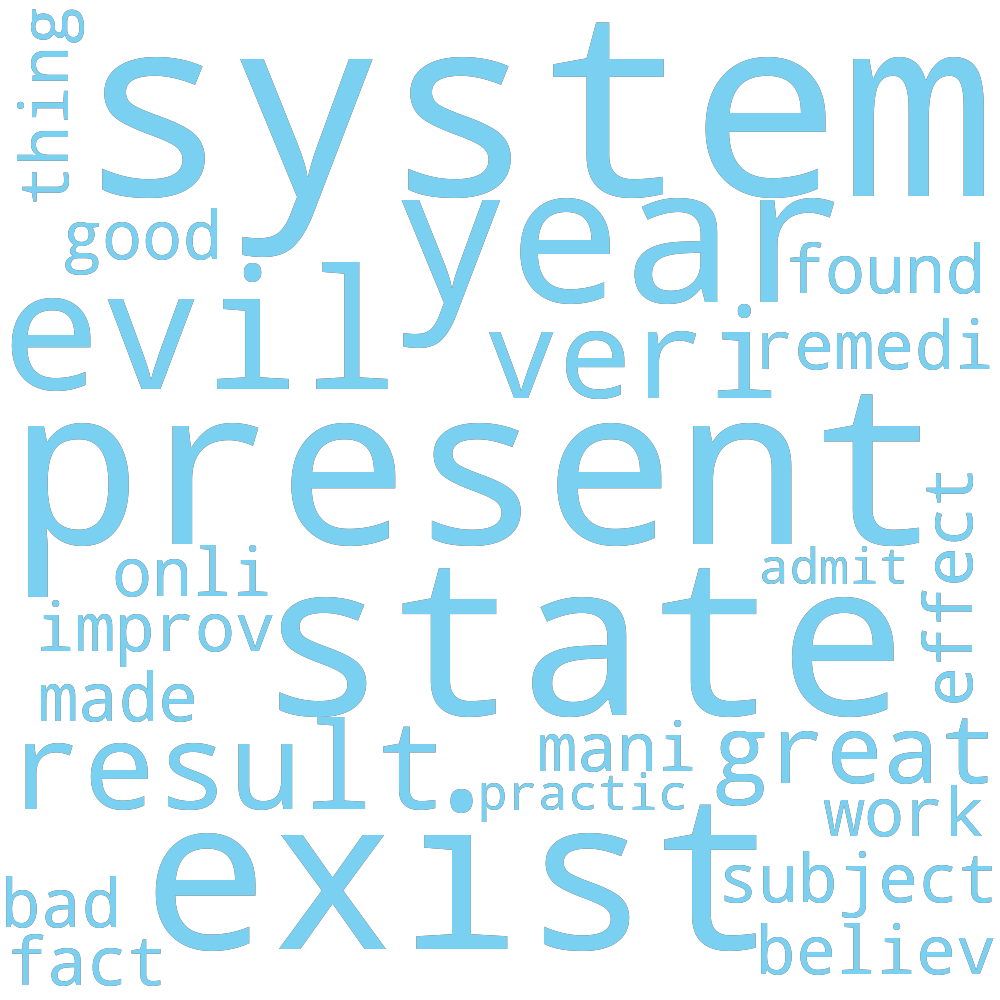 thing
system
good
year
found
evil
veri
remedi
present
effect
onli
admit
improv
state
made
result
mani
great
practic
work
exist
subject
bad
believ
fact